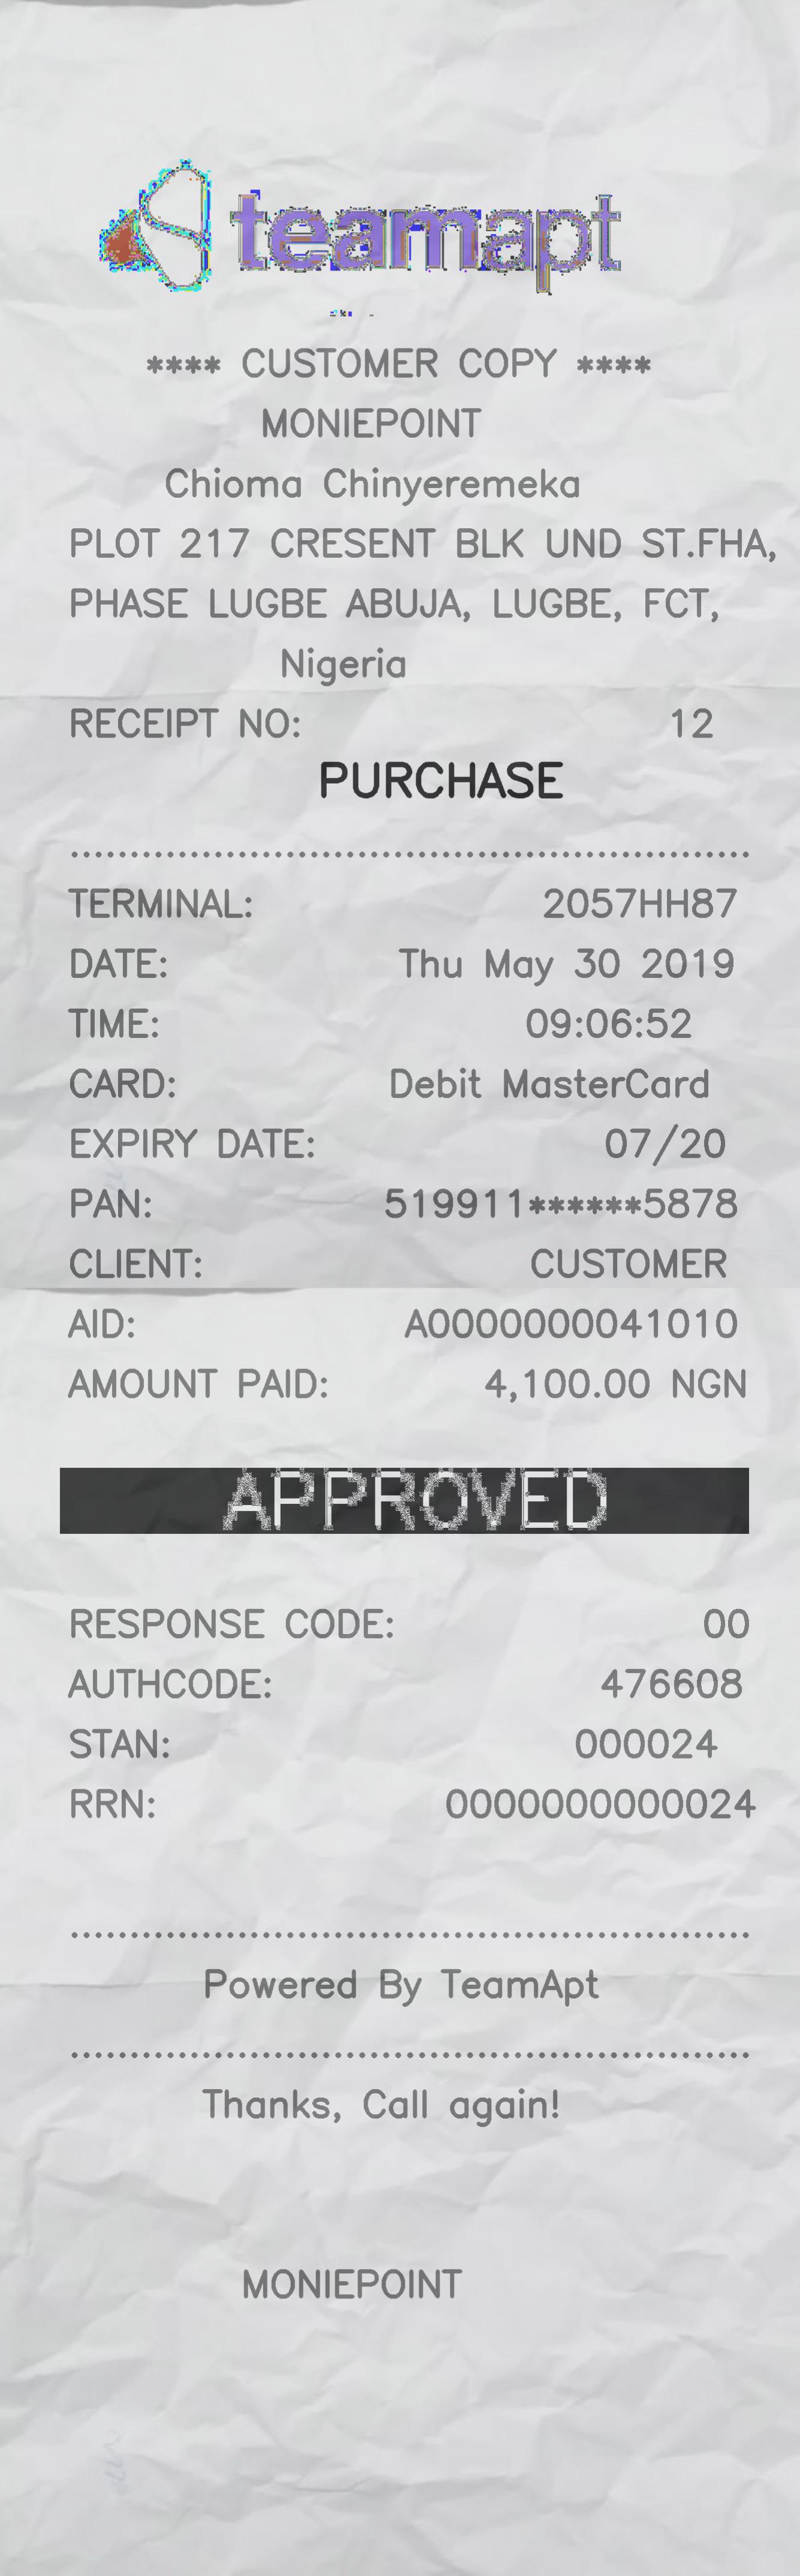 teamapt
**** CUSTOMER COPY ****
MONIEPOINT
Chioma Chinyeremeka
PLOT 217 CRESENT BLK UND ST.FHA,
PHASE LUGBE ABUJA, LUGBE, FCT,
Nigeria
RECEIPT NO: 12
PURCHASE
TERMINAL: 2057HH87
DATE: Thu May 30 2019
TIME: 09:06:52
CARD: Debit MasterCard
EXPIRY DATE: 07/20
PAN: 519911******5878
CLIENT: CUSTOMER
AID: A0000000041010
AMOUNT PAID: 4,100.00 NGN
APPROVED
RESPONSE CODE: 00
AUTHCODE: 476608
STAN: 000024
RRN: 0000000000024
Powered By TeamApt
Thanks, Call again!
MONIEPOINT